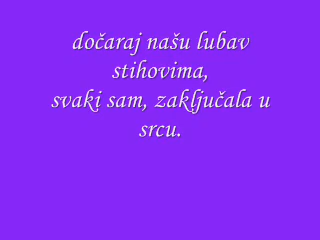 dočaraj našu lubav
stihovima,
svaki sam, zaključala u
srcu.